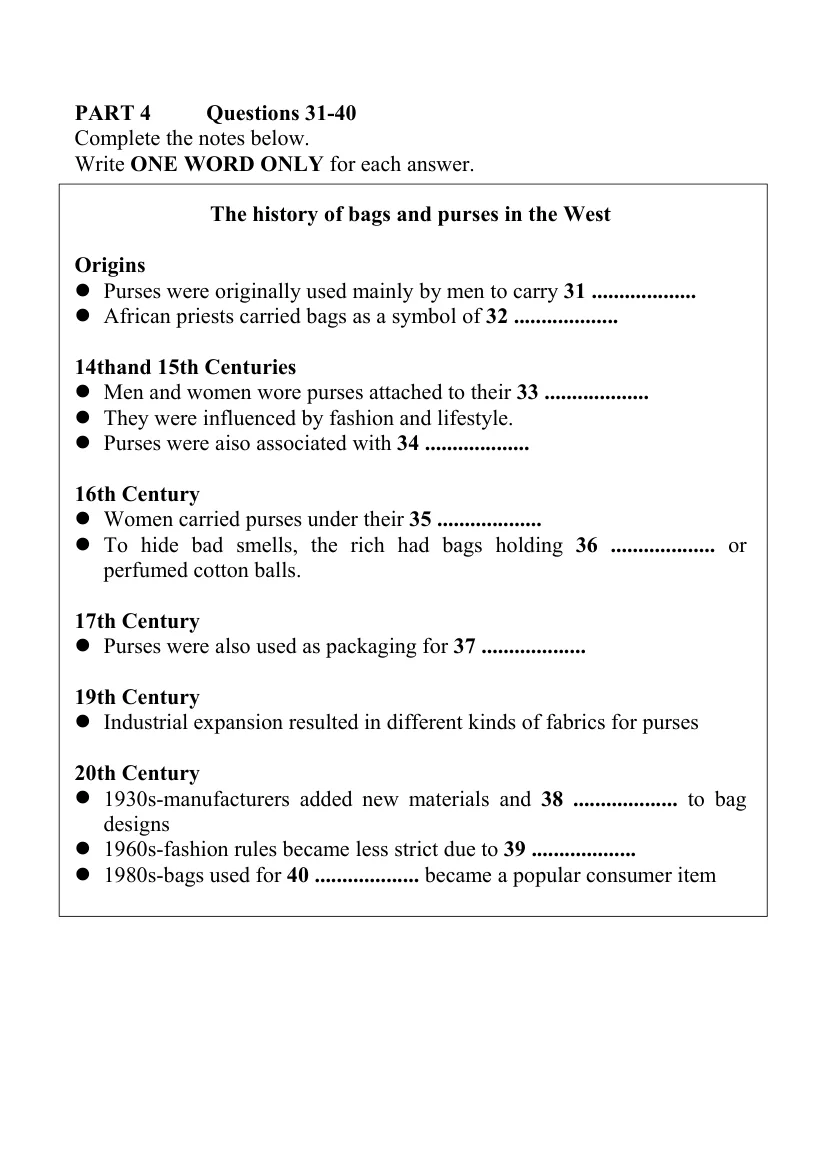 PART 4 Questions 31-40
Complete the notes below.
Write ONE WORD ONLY for each answer.
The history of bags and purses in the West
Origins
● Purses were originally used mainly by men to carry 31 ...................
● African priests carried bags as a symbol of 32 ...................
14thand 15th Centuries
● Men and women wore purses attached to their 33 ...................
● They were influenced by fashion and lifestyle.
● Purses were aiso associated with 34 ...................
16th Century
● Women carried purses under their 35 ...................
● To hide bad smells, the rich had bags holding 36 ................... or
perfumed cotton balls.
17th Century
● Purses were also used as packaging for 37 ...................
19th Century
● Industrial expansion resulted in different kinds of fabrics for purses
20th Century
● 1930s-manufacturers added new materials and 38 ................... to bag
designs
● 1960s-fashion rules became less strict due to 39 ...................
● 1980s-bags used for 40 ................... became a popular consumer item